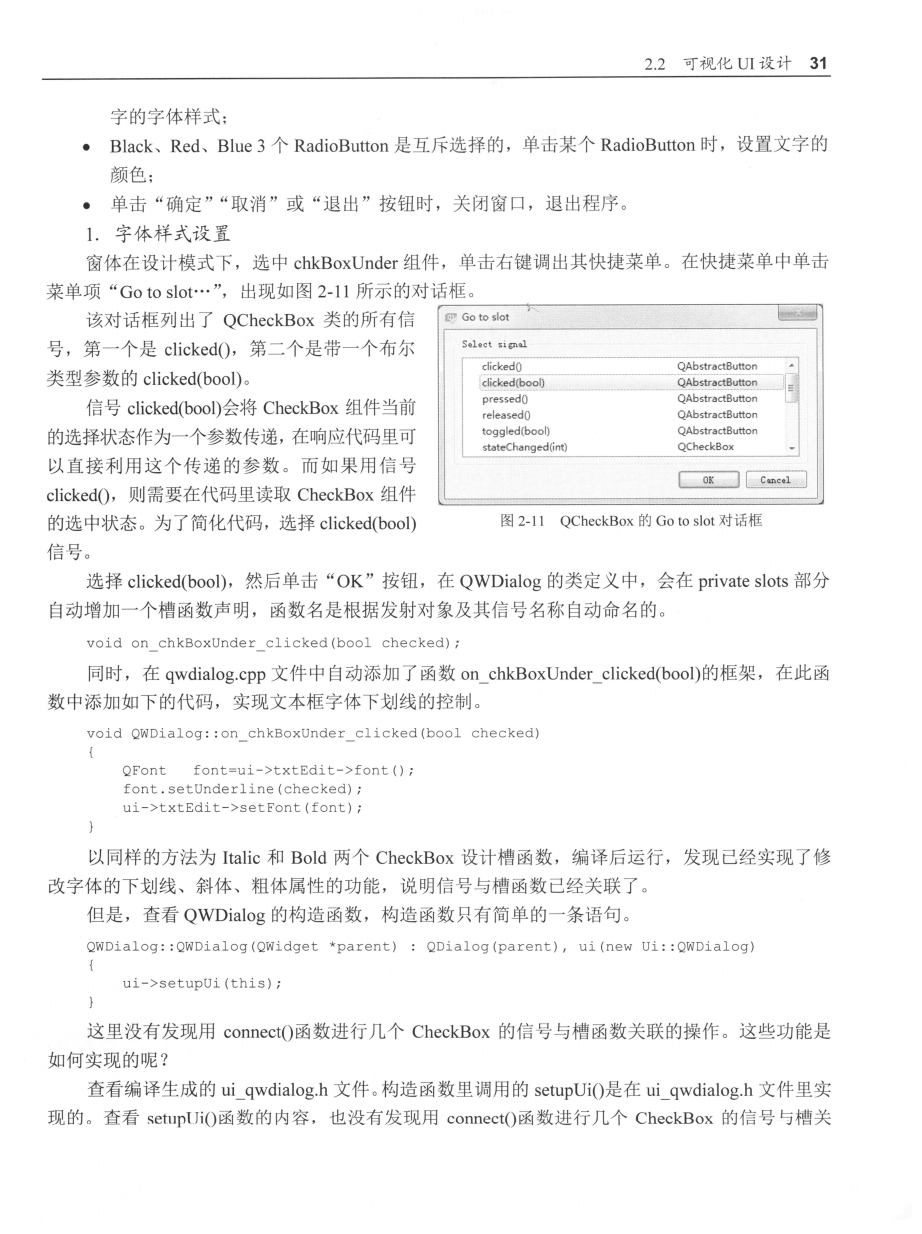 2.2 可视化 UI 设计 31
字的字体样式；
● Black、Red、Blue 3 个 RadioButton 是互斥选择的，单击某个 RadioButton 时，设置文字的
颜色；
● 单击“确定”“取消”或“退出”按钮时，关闭窗口，退出程序。
1. 字体样式设置
窗体在设计模式下，选中 chkBoxUnder 组件，单击右键调出其快捷菜单。在快捷菜单中单击
菜单项“Go to slot…”，出现如图 2-11 所示的对话框。
该对话框列出了 QCheckBox 类的所有信
号，第一个是 clicked()，第二个是带一个布尔
类型参数的 clicked(bool)。
信号 clicked(bool)会将 CheckBox 组件当前
的选择状态作为一个参数传递，在响应代码里可
以直接利用这个传递的参数。而如果用信号
clicked()，则需要在代码里读取 CheckBox 组件
的选中状态。为了简化代码，选择 clicked(bool)
信号。
Go to slot
Select signal
clicked() QAbstractButton
clicked(bool) QAbstractButton
pressed() QAbstractButton
released() QAbstractButton
toggled(bool) QAbstractButton
stateChanged(int) QCheckBox
OK Cancel
图 2-11 QCheckBox 的 Go to slot 对话框
选择 clicked(bool)，然后单击“OK”按钮，在 QWDialog 的类定义中，会在 private slots 部分
自动增加一个槽函数声明，函数名是根据发射对象及其信号名称自动命名的。
void on_chkBoxUnder_clicked(bool checked);
同时，在 qwdialog.cpp 文件中自动添加了函数 on_chkBoxUnder_clicked(bool)的框架，在此函
数中添加如下的代码，实现文本框字体下划线的控制。
void QWDialog::on_chkBoxUnder_clicked(bool checked)
{
QFont font=ui->txtEdit->font();
font.setUnderline(checked);
ui->txtEdit->setFont(font);
}
以同样的方法为 Italic 和 Bold 两个 CheckBox 设计槽函数，编译后运行，发现已经实现了修
改字体的下划线、斜体、粗体属性的功能，说明信号与槽函数已经关联了。
但是，查看 QWDialog 的构造函数，构造函数只有简单的一条语句。
QWDialog::QWDialog(QWidget *parent) : QDialog(parent), ui(new Ui::QWDialog)
{
ui->setupUi(this);
}
这里没有发现用 connect()函数进行几个 CheckBox 的信号与槽函数关联的操作。这些功能是
如何实现的呢？
查看编译生成的 ui_qwdialog.h 文件。构造函数里调用的 setupUi()是在 ui_qwdialog.h 文件里实
现的。查看 setupUi()函数的内容，也没有发现用 connect()函数进行几个 CheckBox 的信号与槽关